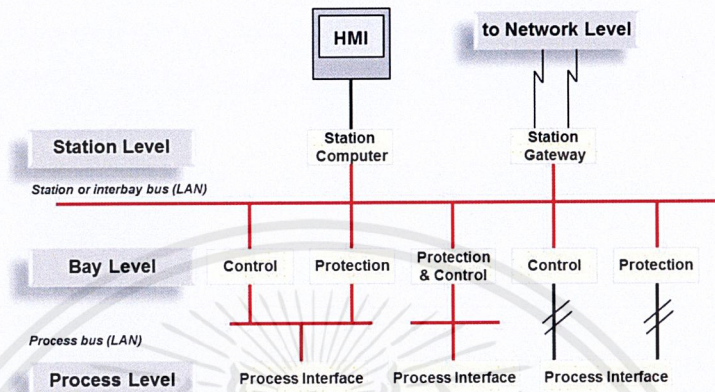 HMI
to Network Level
Station Level
Station
Computer
Station
Gateway
Station or interbay bus (LAN)
Bay Level
Control
Protection
Protection
& Control
Control
Protection
Process bus (LAN)
Process Level
Process Interface
Process Interface
Process Interface